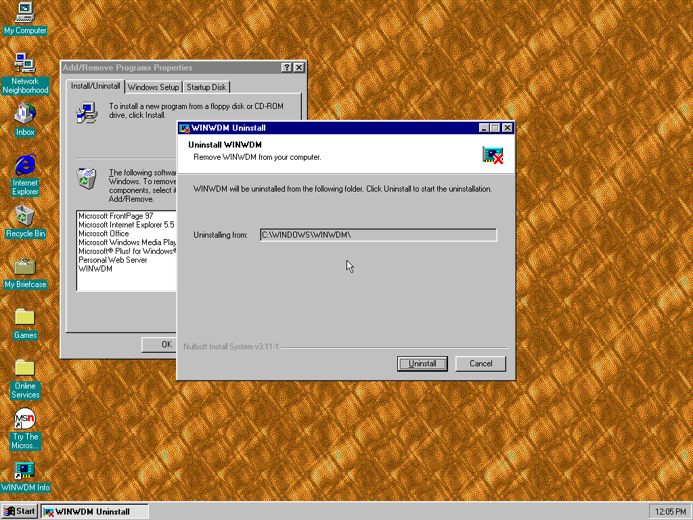 My Computer
Network
Neighborhood
Inbox
Internet
Explorer
Recycle Bin
My Briefcase
Games
Online
Services
Try The
Micros...
WINWDM Info
Add/Remove Programs Properties
Install/Uninstall
Windows Setup
Startup Disk
To install a new program from a floppy disk or CD-ROM
drive, click Install.
The following softwa
Windows. To remove
components, select i
Add/Remove.
Microsoft FrontPage 97
Microsoft Internet Explorer 5.5
Microsoft Office
Microsoft Windows Media Play
Microsoft® Plus! for Windows®
Personal Web Server
WINWDM
OK
WINWDM Uninstall
Uninstall WINWDM
Remove WINWDM from your computer.
WINWDM will be uninstalled from the following folder. Click Uninstall to start the uninstallation.
Uninstalling from:
C:\WINDOWS\WINWDM\
Nullsoft Install System v3.11-1
Uninstall
Cancel
msn
Start
WINWDM Uninstall
12:05 PM